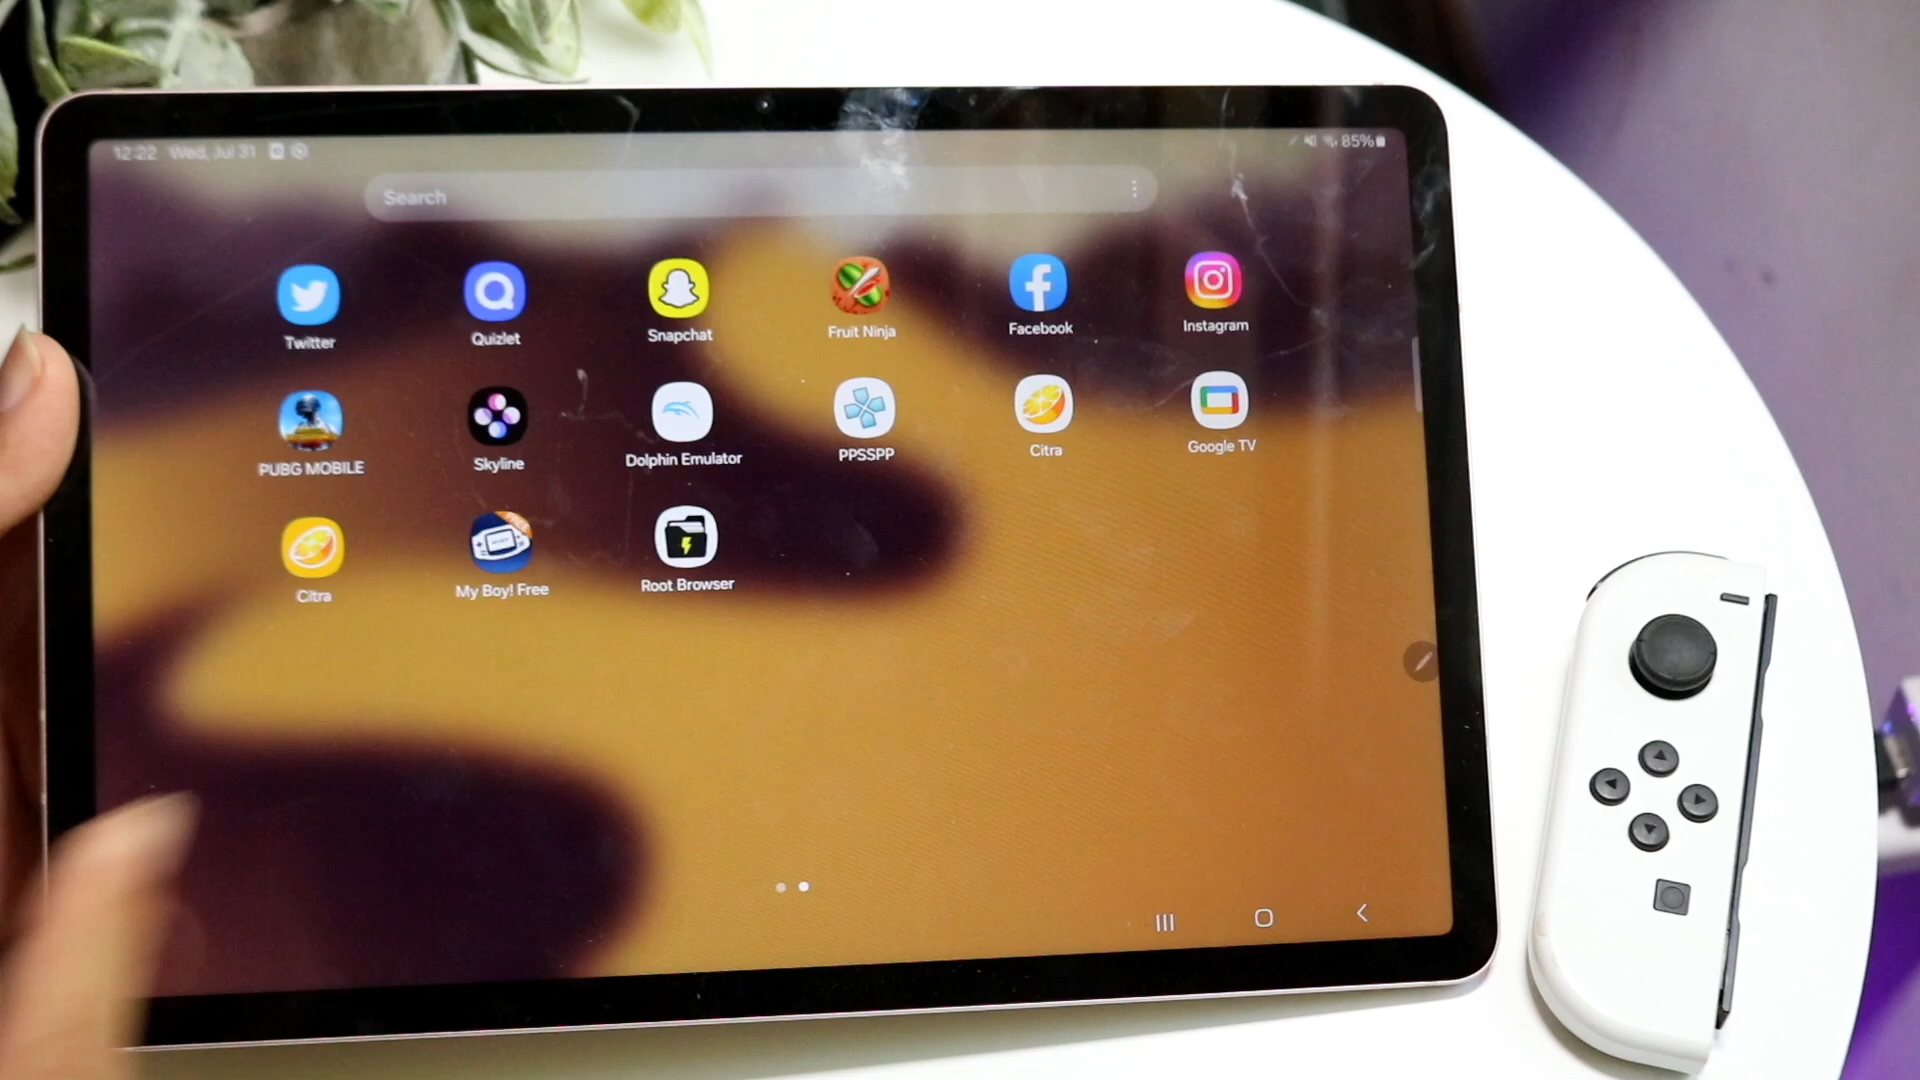 12:22 Wed, Jul 31
85%
Search
Twitter Quizlet Snapchat Fruit Ninja Facebook Instagram
PUBG MOBILE Skyline Dolphin Emulator PPSSPP Citra Google TV
Citra My Boy! Free Root Browser